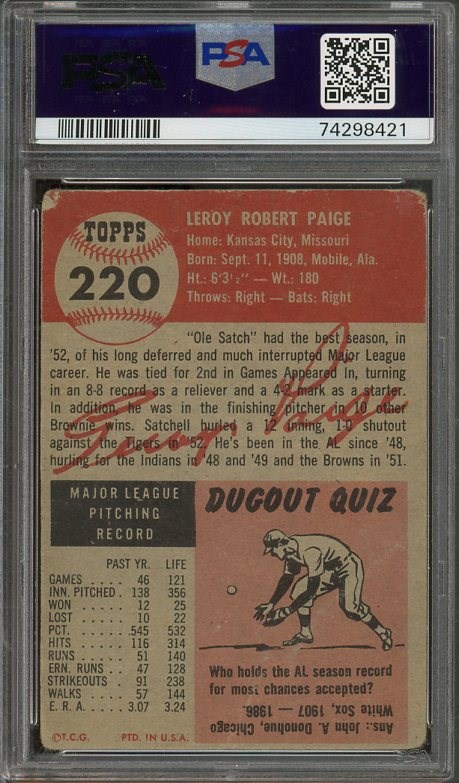 PSA
PSA
74298421
TOPPS
220
LEROY ROBERT PAIGE
Home: Kansas City, Missouri
Born: Sept. 11, 1908, Mobile, Ala.
Ht.: 6'3½" — Wt.: 180
Throws: Right — Bats: Right
"Ole Satch" had the best season, in
'52, of his long deferred and much interrupted Major League
career. He was tied for 2nd in Games Appeared In, turning
in an 8-8 record as a reliever and a 4-2 mark as a starter.
In addition, he was in the finishing pitcher in 10 other
Brownie wins. Satchell hurled a 12 inning, 1-0 shutout
against the Tigers in '52. He's been in the AL since '48,
hurling for the Indians in '48 and '49 and the Browns in '51.
MAJOR LEAGUE
PITCHING
RECORD
PAST YR. LIFE
GAMES .... 46 121
INN. PITCHED. 138 356
WON ..... 12 25
LOST ..... 10 22
PCT. ..... .545 532
HITS ..... 116 314
RUNS .... 51 140
ERN. RUNS .. 47 128
STRIKEOUTS . 91 238
WALKS .... 57 144
E. R. A. .... 3.07 3.24
©T.C.G. PTD. IN U.S.A.
DUGOUT QUIZ
Who holds the AL season record
for most chances accepted?
Ans.: John A. Donohue, Chicago
White Sox, 1907 — 1986.